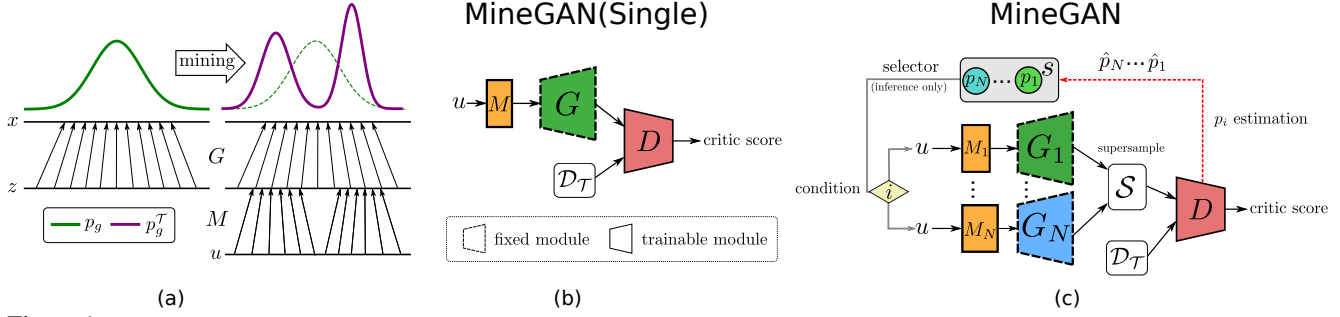 MineGAN(Single)
MineGAN
mining
x
G
z
M
u
p_g
p_g^𝒯
(a)
u
M
G
D
critic score
𝒟_𝒯
fixed module
trainable module
(b)
selector
(inference only)
p_N ··· p_1
s
p̂_N ··· p̂_1
p_i estimation
condition
i
u
M_1
G_1
supersample
𝒮
D
critic score
u
M_N
G_N
𝒟_𝒯
(c)